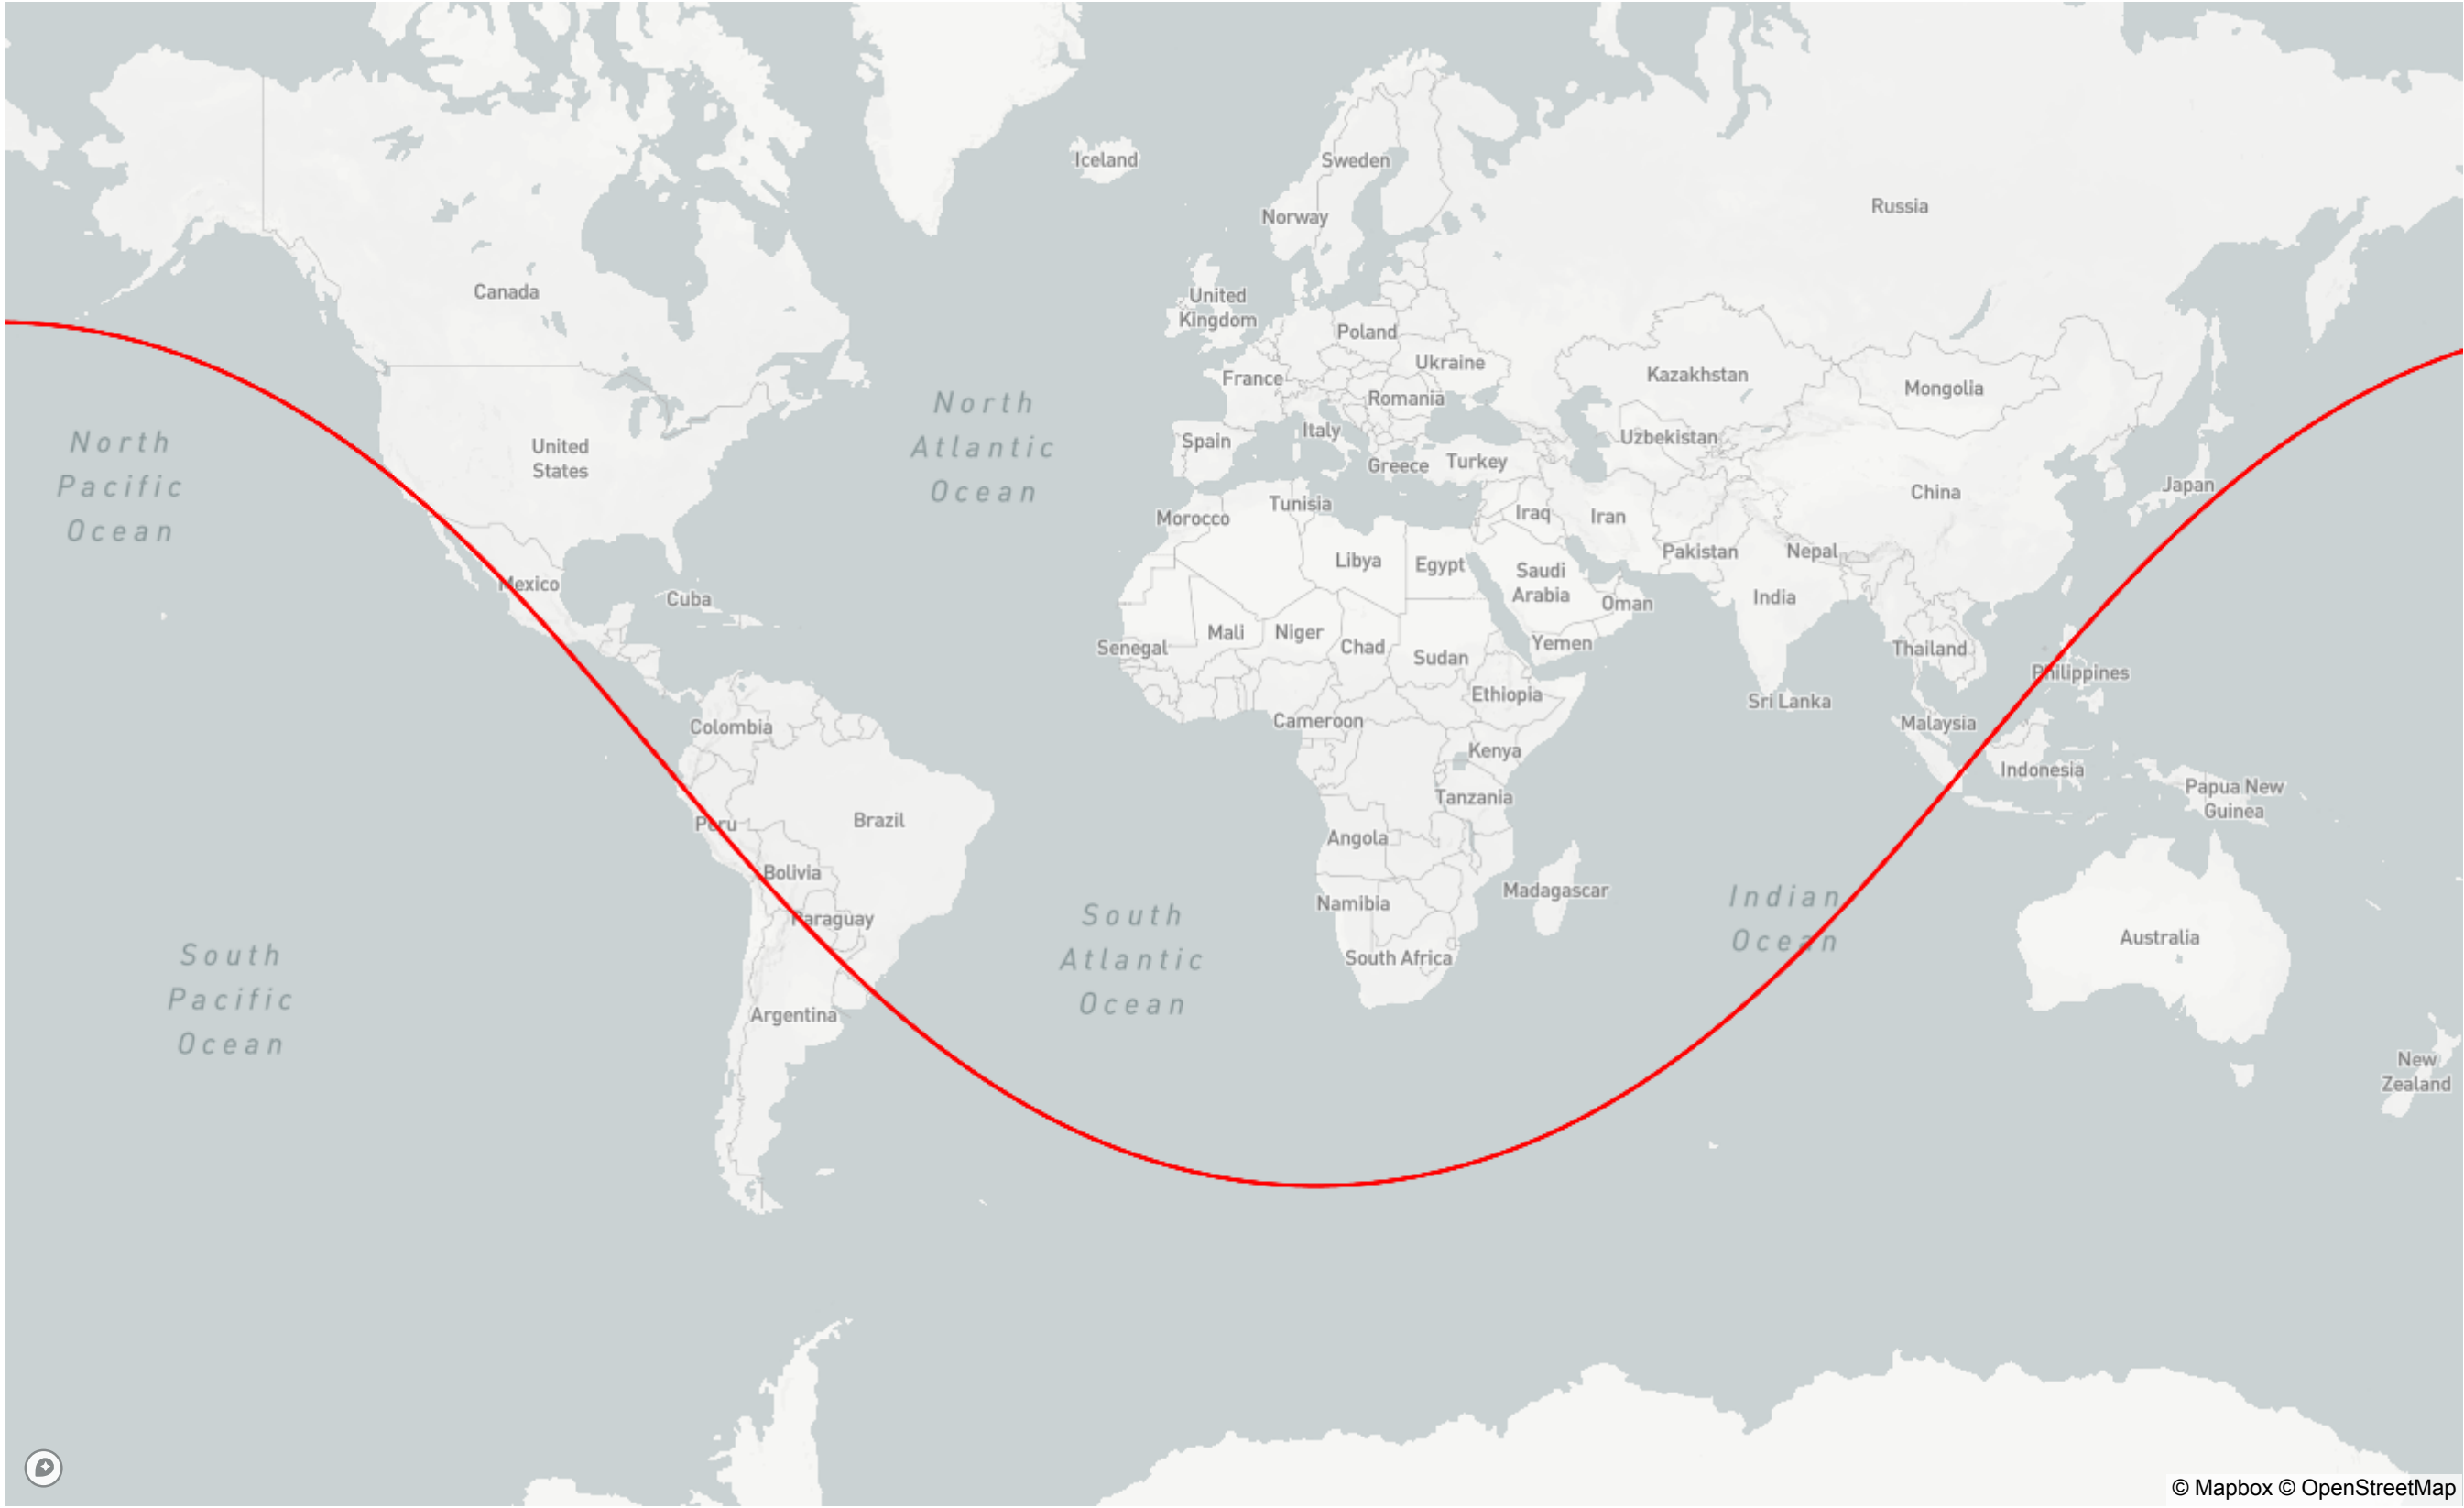 Iceland
Sweden
Russia
Norway
Canada
United
Kingdom
Poland
Ukraine
France
Kazakhstan
Mongolia
Romania
North
Atlantic
Ocean
North
Pacific
Ocean
United
States
Spain
Italy
Greece
Turkey
Uzbekistan
China
Japan
Morocco
Tunisia
Iraq
Iran
Libya
Egypt
Pakistan
Nepal
Saudi
Arabia
Oman
India
Mexico
Cuba
Senegal
Mali
Niger
Chad
Sudan
Yemen
Thailand
Philippines
Ethiopia
Sri Lanka
Colombia
Cameroon
Malaysia
Kenya
Indonesia
Papua New
Guinea
Tanzania
Peru
Brazil
Angola
Bolivia
Madagascar
Namibia
Indian
Ocean
Paraguay
South
Atlantic
Ocean
Australia
South Africa
South
Pacific
Ocean
Argentina
New
Zealand
© Mapbox © OpenStreetMap